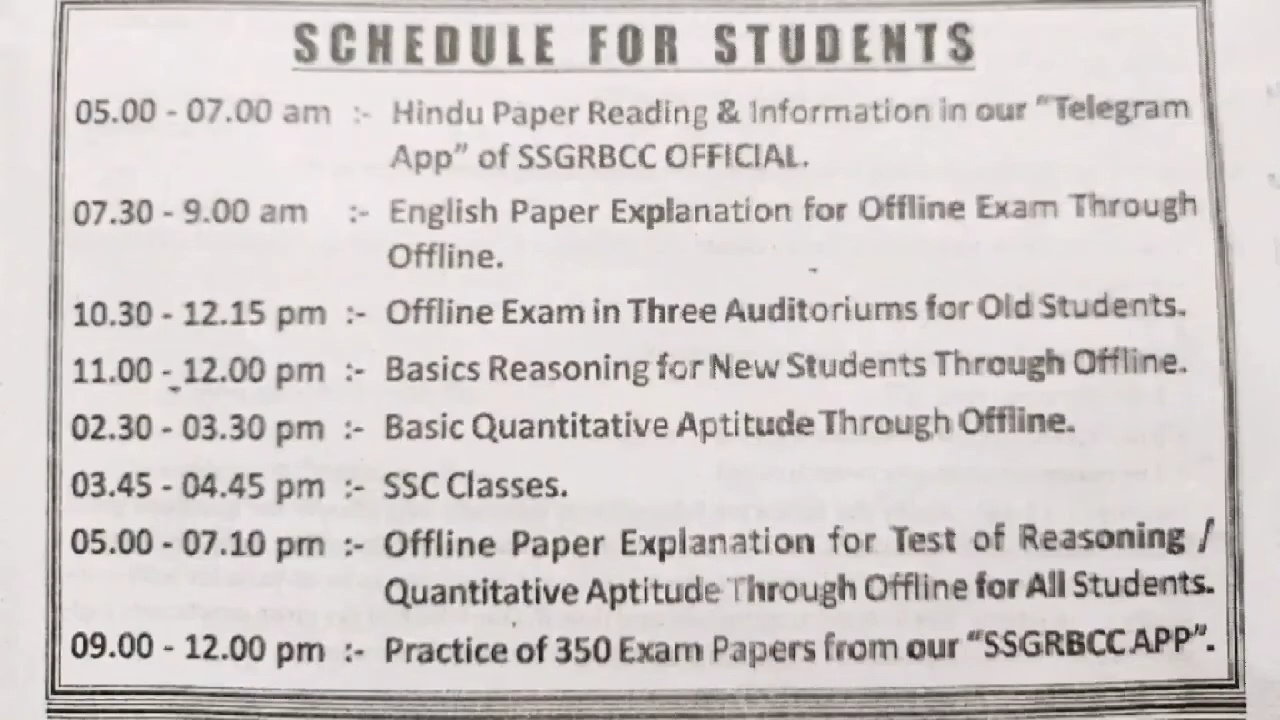 SCHEDULE FOR STUDENTS
05.00 - 07.00 am :- Hindu Paper Reading & Information in our "Telegram
App" of SSGRBCC OFFICIAL.
07.30 - 9.00 am :- English Paper Explanation for Offline Exam Through
Offline.
10.30 - 12.15 pm :- Offline Exam in Three Auditoriums for Old Students.
11.00 - 12.00 pm :- Basics Reasoning for New Students Through Offline.
02.30 - 03.30 pm :- Basic Quantitative Aptitude Through Offline.
03.45 - 04.45 pm :- SSC Classes.
05.00 - 07.10 pm :- Offline Paper Explanation for Test of Reasoning /
Quantitative Aptitude Through Offline for All Students.
09.00 - 12.00 pm :- Practice of 350 Exam Papers from our "SSGRBCC APP".